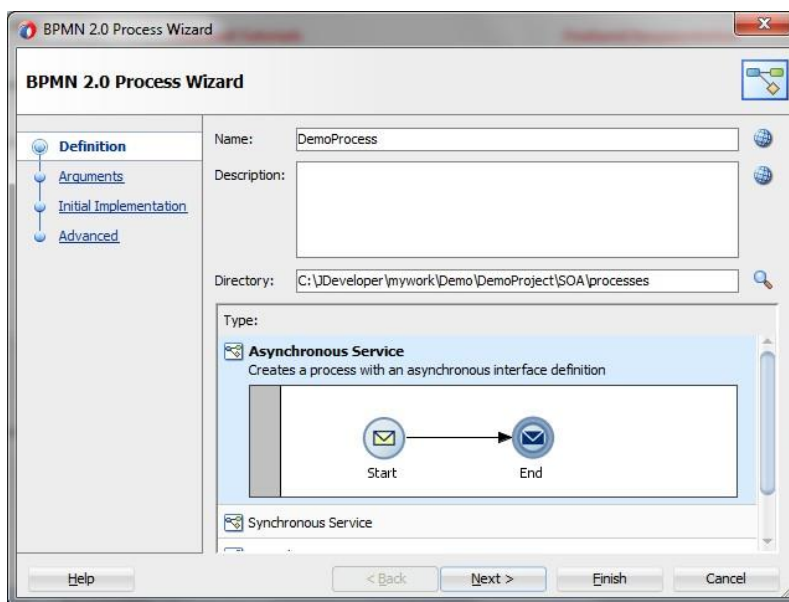 BPMN 2.0 Process Wizard
BPMN 2.0 Process Wizard
Definition
Arguments
Initial Implementation
Advanced
Name:
DemoProcess
Description:
Directory:
C:\JDeveloper\mywork\Demo\DemoProject\SOA\processes
Type:
Asynchronous Service
Creates a process with an asynchronous interface definition
Start
End
Synchronous Service
Help
< Back
Next >
Finish
Cancel